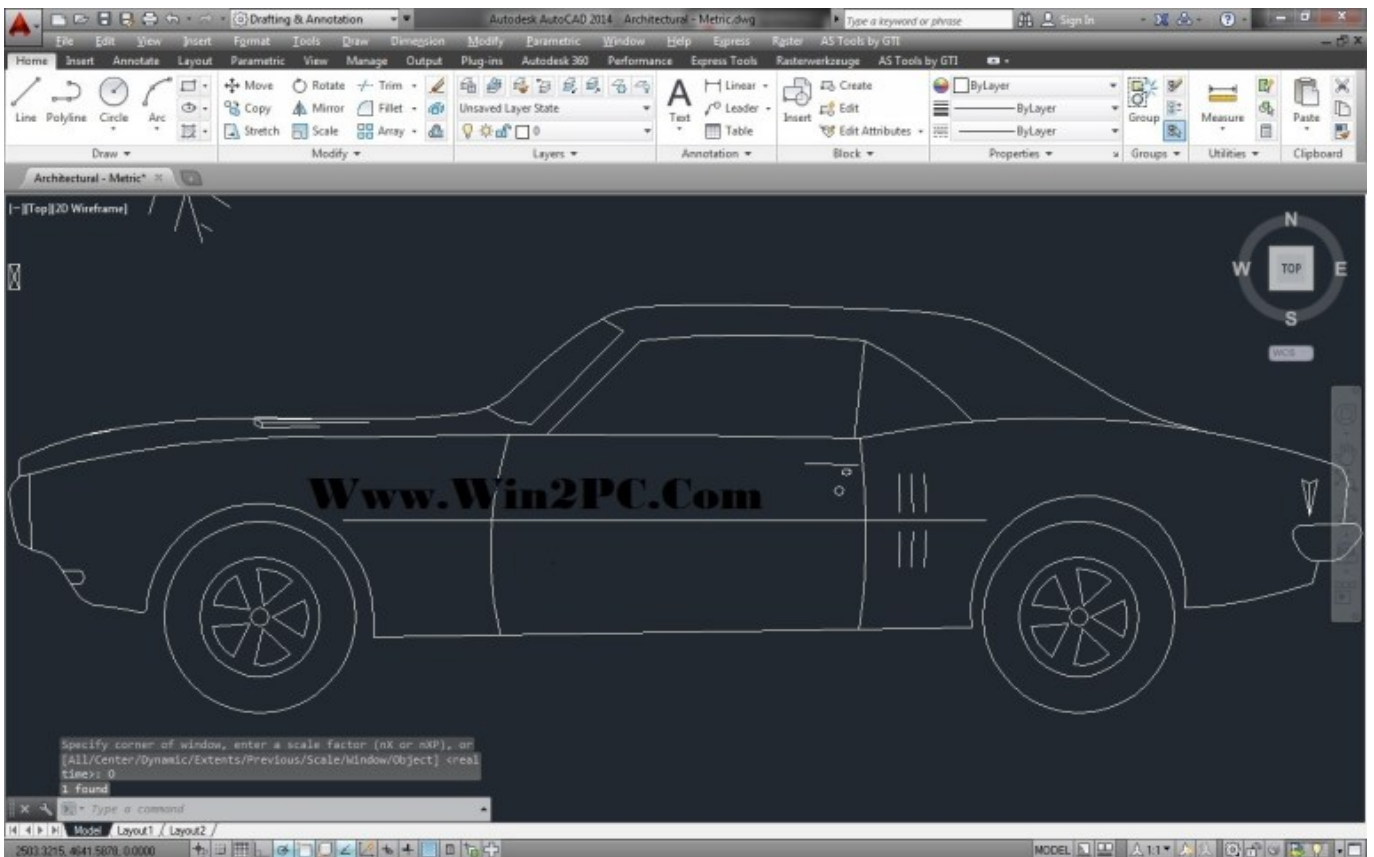 Drafting & Annotation
Autodesk AutoCAD 2014 Architectural - Metric.dwg
Type a keyword or phrase
Sign In
File Edit View Insert Format Tools Draw Dimension Modify Parametric Window Help Express Raster AS Tools by GTI
Home Insert Annotate Layout Parametric View Manage Output Plug-ins Autodesk 360 Performance Express Tools Rasterwerkzeuge AS Tools by GTI
Move Rotate Trim Unsaved Layer State Linear Create ByLayer
Line Polyline Circle Arc Copy Mirror Fillet Text Leader Insert Edit ByLayer Group Measure Paste
Stretch Scale Array 0 Table Edit Attributes ByLayer
Draw Modify Layers Annotation Block Properties Groups Utilities Clipboard
Architectural - Metric*
[-][Top][2D Wireframe]
N
W TOP E
S
WCS
Www.Win2PC.Com
Specify corner of window, enter a scale factor (nX or nXP), or
[All/Center/Dynamic/Extents/Previous/Scale/Window/Object] <real
time>: O
1 found
Type a command
Model Layout1 Layout2
2503.3215, 4641.5878, 0.0000
MODEL
1:1